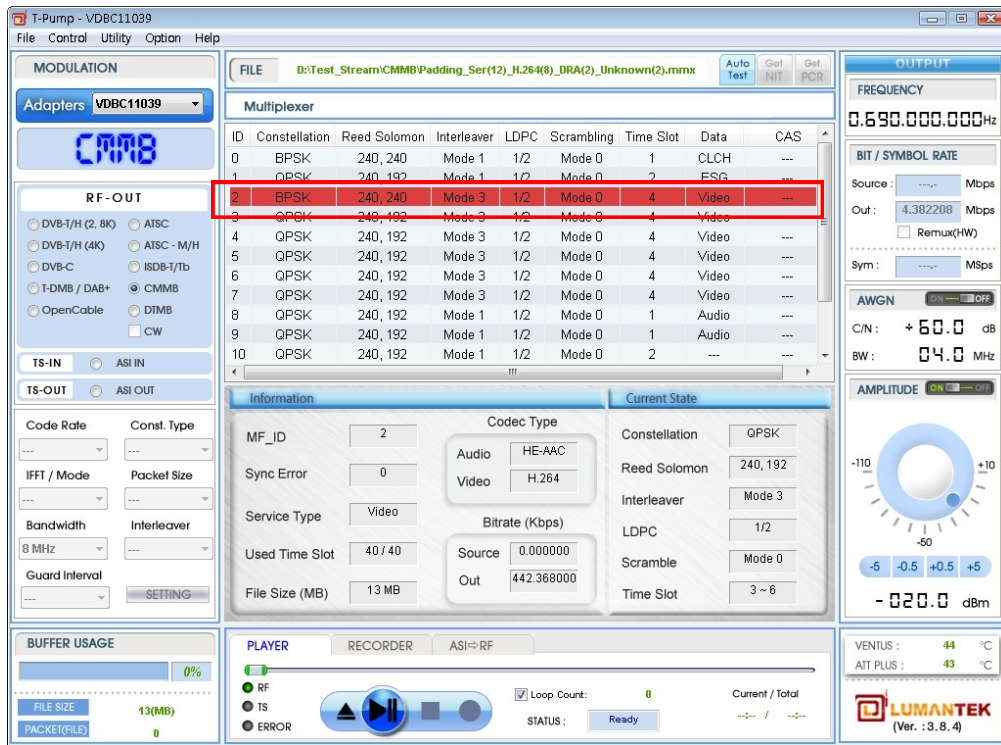 T-Pump - VDBC11039
File Control Utility Option Help
MODULATION
Adapters VDBC11039
CMMB
RF-OUT
DVB-T/H (2, 8K) ATSC
DVB-T/H (4K) ATSC - M/H
DVB-C ISDB-T/Tb
T-DMB / DAB+ CMMB
OpenCable DTMB
CW
TS-IN ASI IN
TS-OUT ASI OUT
Code Rate Const. Type
--- ---
IFFT / Mode Packet Size
--- ---
Bandwidth Interleaver
8 MHz ---
Guard Interval
--- SETTING
BUFFER USAGE
0%
FILE SIZE 13(MB)
PACKET(FILE) 0
FILE D:\Test_Stream\CMMB\Padding_Ser(12)_H.264(8)_DRA(2)_Unknown(2).mmx
Auto Test
Get NIT
Get PCR
Multiplexer
ID Constellation Reed Solomon Interleaver LDPC Scrambling Time Slot Data CAS
0 BPSK 240, 240 Mode 1 1/2 Mode 0 1 CLCH ---
1 QPSK 240, 192 Mode 1 1/2 Mode 0 2 ESG ---
2 BPSK 240, 240 Mode 3 1/2 Mode 0 4 Video ---
3 QPSK 240, 192 Mode 3 1/2 Mode 0 4 Video ---
4 QPSK 240, 192 Mode 3 1/2 Mode 0 4 Video ---
5 QPSK 240, 192 Mode 3 1/2 Mode 0 4 Video ---
6 QPSK 240, 192 Mode 3 1/2 Mode 0 4 Video ---
7 QPSK 240, 192 Mode 3 1/2 Mode 0 4 Video ---
8 QPSK 240, 192 Mode 1 1/2 Mode 0 1 Audio ---
9 QPSK 240, 192 Mode 1 1/2 Mode 0 1 Audio ---
10 QPSK 240, 192 Mode 1 1/2 Mode 0 2 --- ---
Information
MF_ID 2
Sync Error 0
Service Type Video
Used Time Slot 40 / 40
File Size (MB) 13 MB
Codec Type
Audio HE-AAC
Video H.264
Bitrate (Kbps)
Source 0.000000
Out 442.368000
Current State
Constellation QPSK
Reed Solomon 240, 192
Interleaver Mode 3
LDPC 1/2
Scramble Mode 0
Time Slot 3 ~ 6
PLAYER RECORDER ASI⇨RF
RF
TS
ERROR
Loop Count: 0
STATUS : Ready
Current / Total
--:-- / --:--
OUTPUT
FREQUENCY
0.690.000.000Hz
BIT / SYMBOL RATE
Source : ---.- Mbps
Out : 4.382208 Mbps
Remux(HW)
Sym : ---.- MSps
AWGN ON OFF
C/N : +60.0 dB
BW : 04.0 MHz
AMPLITUDE ON OFF
-110 +10
-50
-5 -0.5 +0.5 +5
-020.0 dBm
VENTUS : 44 °C
ATT PLUS : 43 °C
LUMANTEK
(Ver. : 3.8.4)